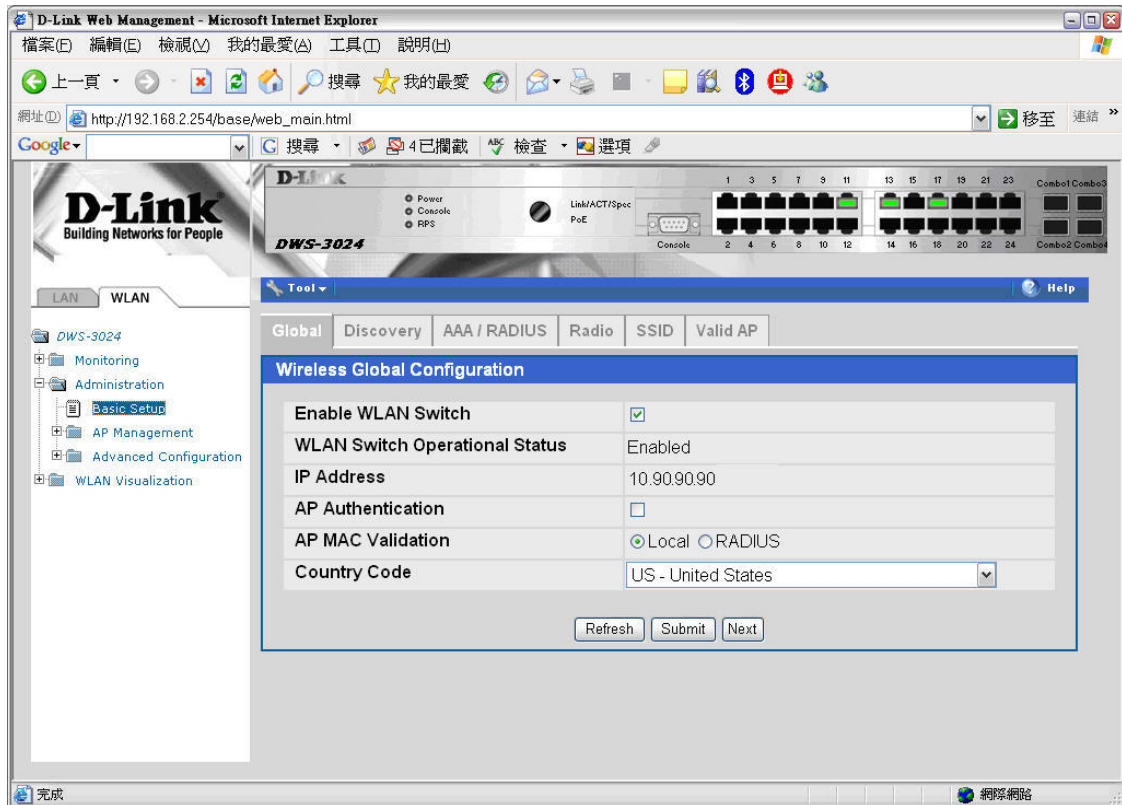 D-Link Web Management - Microsoft Internet Explorer
檔案(F) 編輯(E) 檢視(V) 我的最愛(A) 工具(T) 說明(H)
上一頁 搜尋 我的最愛
網址(D) http://192.168.2.254/base/web_main.html 移至 連結 »
Google 搜尋 4已攔截 ABC 檢查 選項
D-Link
Building Networks for People
D-Link
Power
Console
RPS
Link/ACT/Spee
PoE
DWS-3024
Console
1 3 5 7 9 11 13 15 17 19 21 23 Combo1 Combo3
2 4 6 8 10 12 14 16 18 20 22 24 Combo2 Combo4
LAN WLAN
Tool Help
DWS-3024
Monitoring
Administration
Basic Setup
AP Management
Advanced Configuration
WLAN Visualization
Global Discovery AAA / RADIUS Radio SSID Valid AP
Wireless Global Configuration
Enable WLAN Switch
WLAN Switch Operational Status Enabled
IP Address 10.90.90.90
AP Authentication
AP MAC Validation Local RADIUS
Country Code US - United States
Refresh Submit Next
完成 網際網路